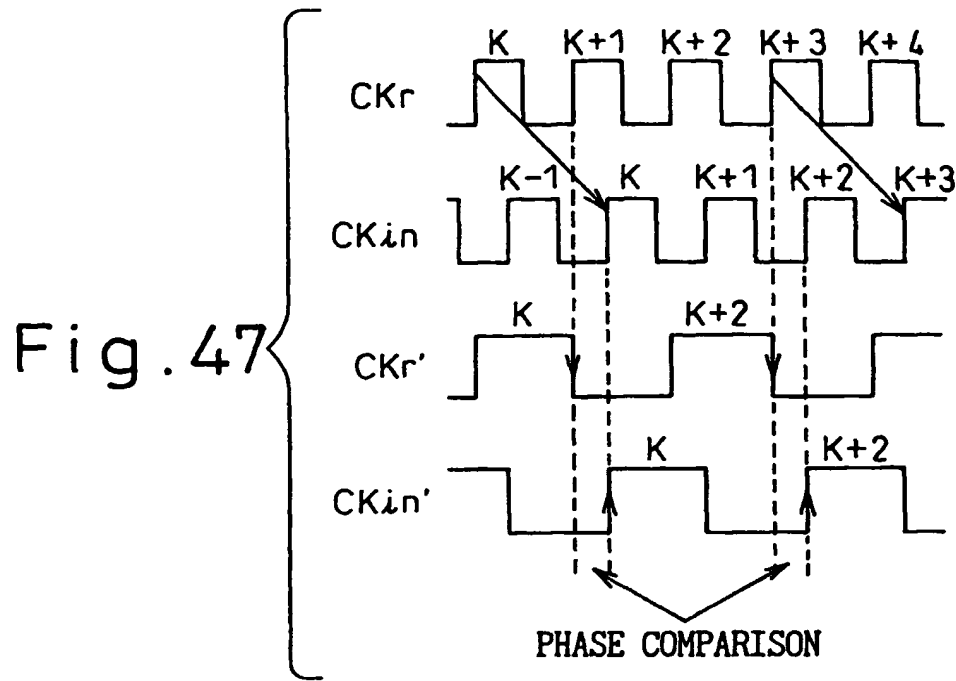 K K+1 K+2 K+3 K+4
CKr
K-1 K K+1 K+2 K+3
CKin
K K+2
Fig. 47
CKr'
K K+2
CKin'
PHASE COMPARISON